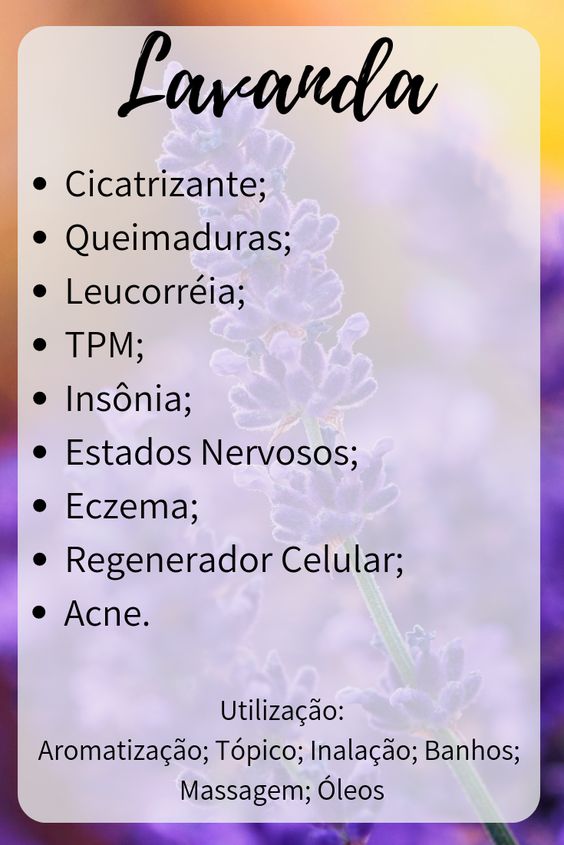 Lavanda
• Cicatrizante;
• Queimaduras;
• Leucorréia;
• TPM;
• Insônia;
• Estados Nervosos;
• Eczema;
• Regenerador Celular;
• Acne.
Utilização:
Aromatização; Tópico; Inalação; Banhos;
Massagem; Óleos